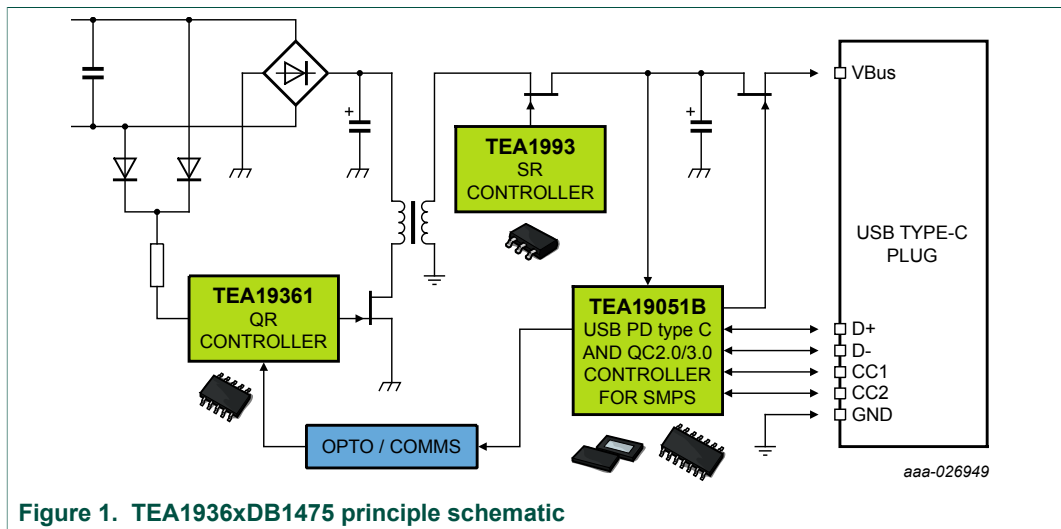 +
+
VBus
TEA1993
SR
CONTROLLER
USB TYPE-C
PLUG
TEA19361
QR
CONTROLLER
TEA19051B
USB PD type C
AND QC2.0/3.0
CONTROLLER
FOR SMPS
D+
D-
CC1
CC2
GND
OPTO / COMMS
aaa-026949
Figure 1. TEA1936xDB1475 principle schematic